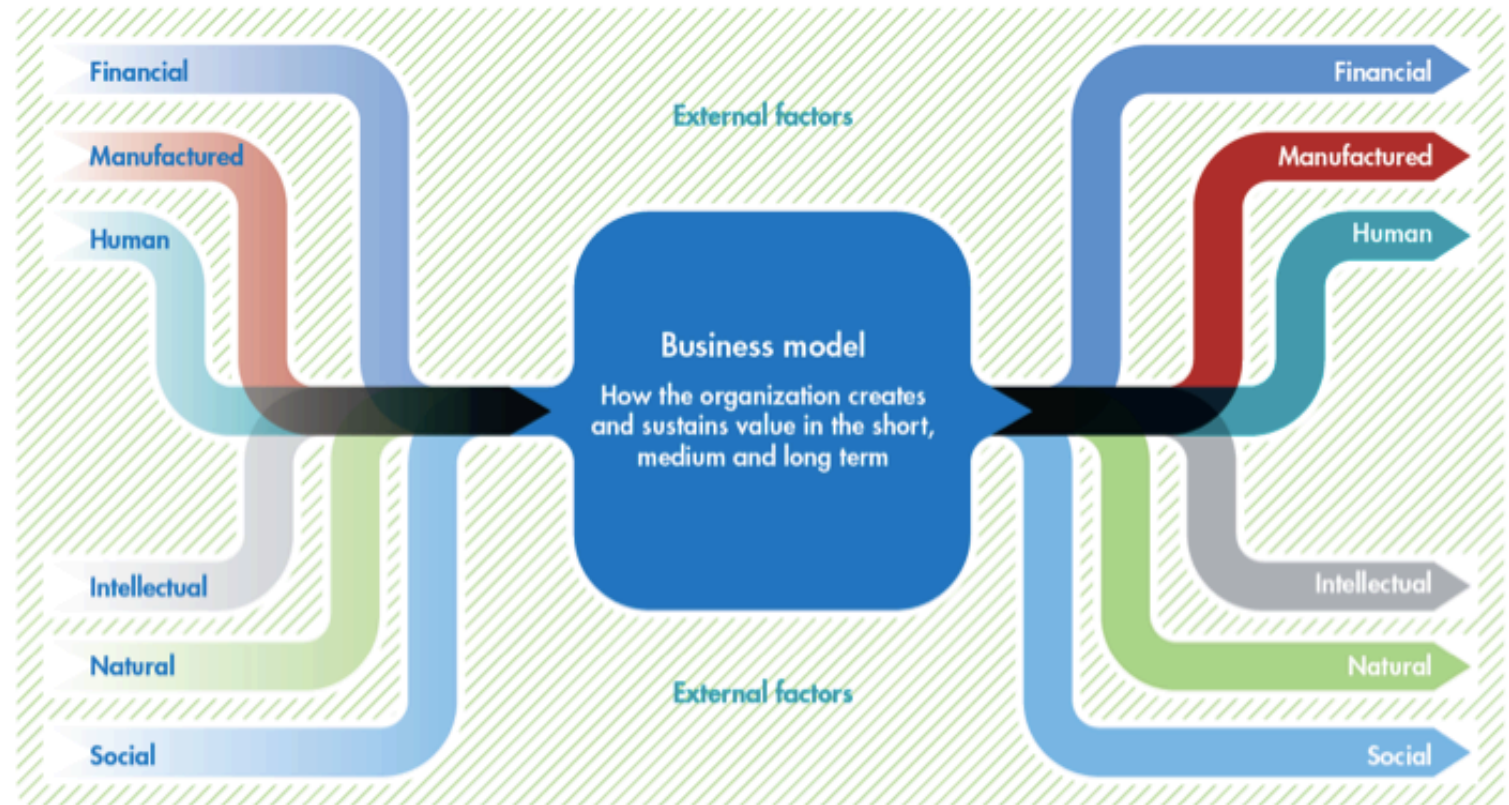 Financial
Manufactured
Human
Intellectual
Natural
Social
External factors
Business model
How the organization creates
and sustains value in the short,
medium and long term
External factors
Financial
Manufactured
Human
Intellectual
Natural
Social